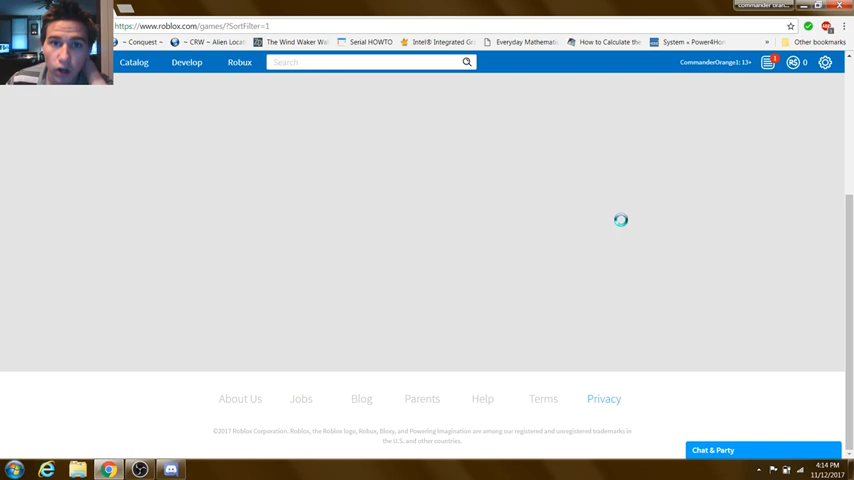 commander oran...
https://www.roblox.com/games/?SortFilter=1
~ Conquest ~
~ CRW ~ Alien Locat
The Wind Waker Wa
Serial HOWTO
Intel® Integrated Gr
Everyday Mathematic
How to Calculate the
System « Power4Hom
»
Other bookmarks
Catalog
Develop
Robux
Search
CommanderOrange1: 13+
1
R$ 0
About Us
Jobs
Blog
Parents
Help
Terms
Privacy
©2017 Roblox Corporation. Roblox, the Roblox logo, Robux, Bloxy, and Powering Imagination are among our registered and unregistered trademarks in
the U.S. and other countries.
Chat & Party
4:14 PM
11/12/2017